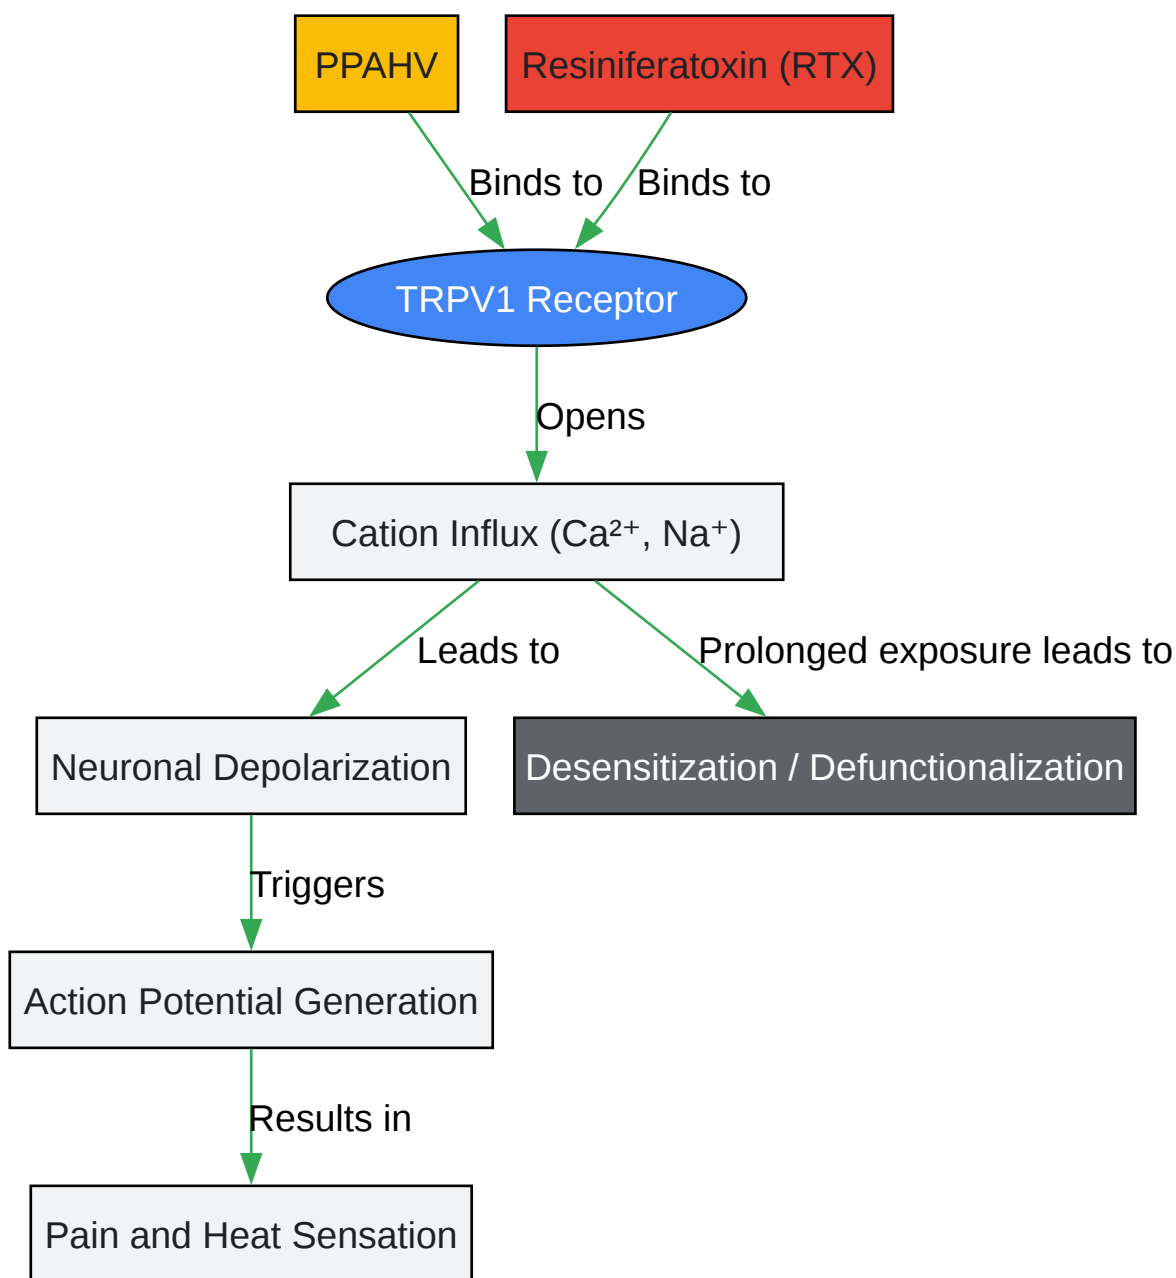 PPAHV
Resiniferatoxin (RTX)
Binds to
Binds to
TRPV1 Receptor
Opens
Cation Influx (Ca²⁺, Na⁺)
Leads to
Prolonged exposure leads to
Neuronal Depolarization
Desensitization / Defunctionalization
Triggers
Action Potential Generation
Results in
Pain and Heat Sensation